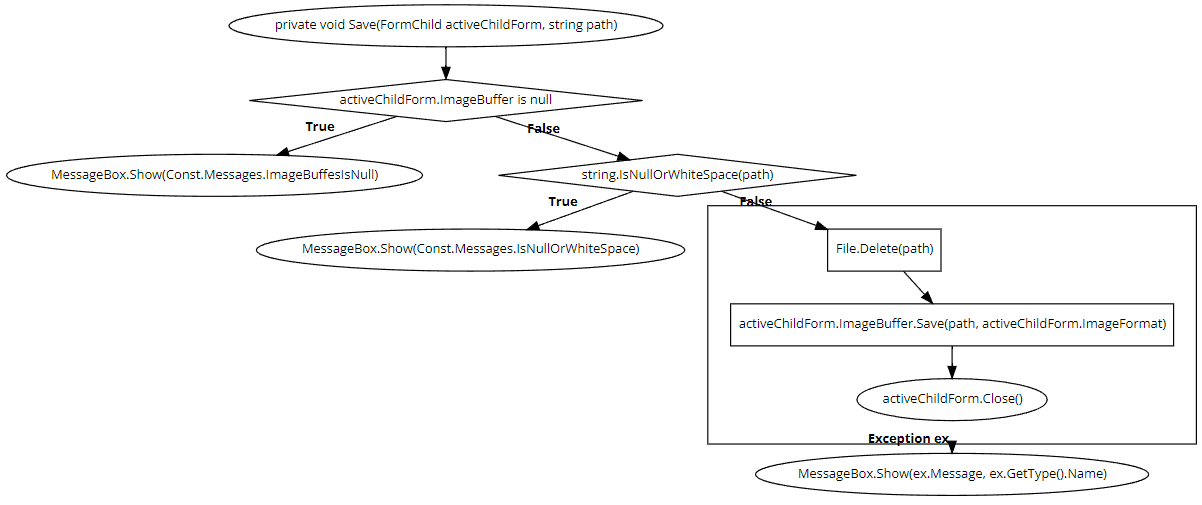 private void Save(FormChild activeChildForm, string path)
activeChildForm.ImageBuffer is null
True
False
MessageBox.Show(Const.Messages.ImageBuffesIsNull)
string.IsNullOrWhiteSpace(path)
True
False
MessageBox.Show(Const.Messages.IsNullOrWhiteSpace)
File.Delete(path)
activeChildForm.ImageBuffer.Save(path, activeChildForm.ImageFormat)
activeChildForm.Close()
Exception ex
MessageBox.Show(ex.Message, ex.GetType().Name)